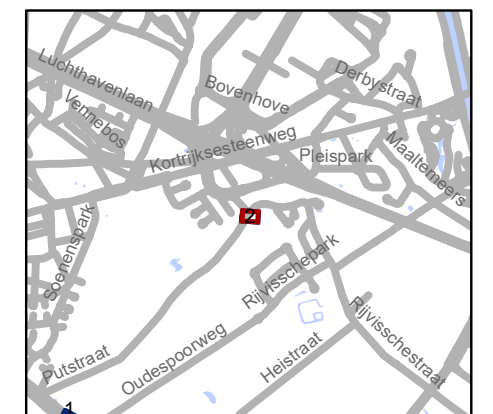 Luchthavenlaan
Bovenhove
Derbystraat
Vennebos
Kortrijksesteenweg
Pleispark
Maaltemeers
2
Soenenspark
Rijvisschepark
Rijvisschestraat
Putstraat
Oudespoorweg
Heistraat
1